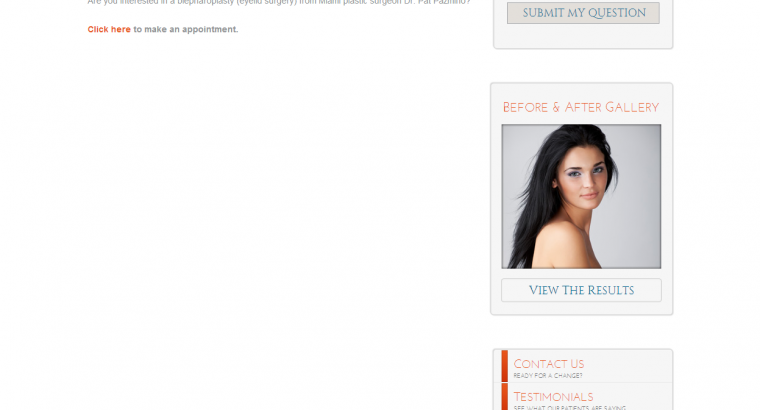 Are you interested in a blepharoplasty (eyelid surgery) from Miami plastic surgeon Dr. Pat Pazmino?
Click here to make an appointment.
SUBMIT MY QUESTION
BEFORE & AFTER GALLERY
VIEW THE RESULTS
CONTACT US
READY FOR A CHANGE?
TESTIMONIALS
SEE WHAT OUR PATIENTS ARE SAYING